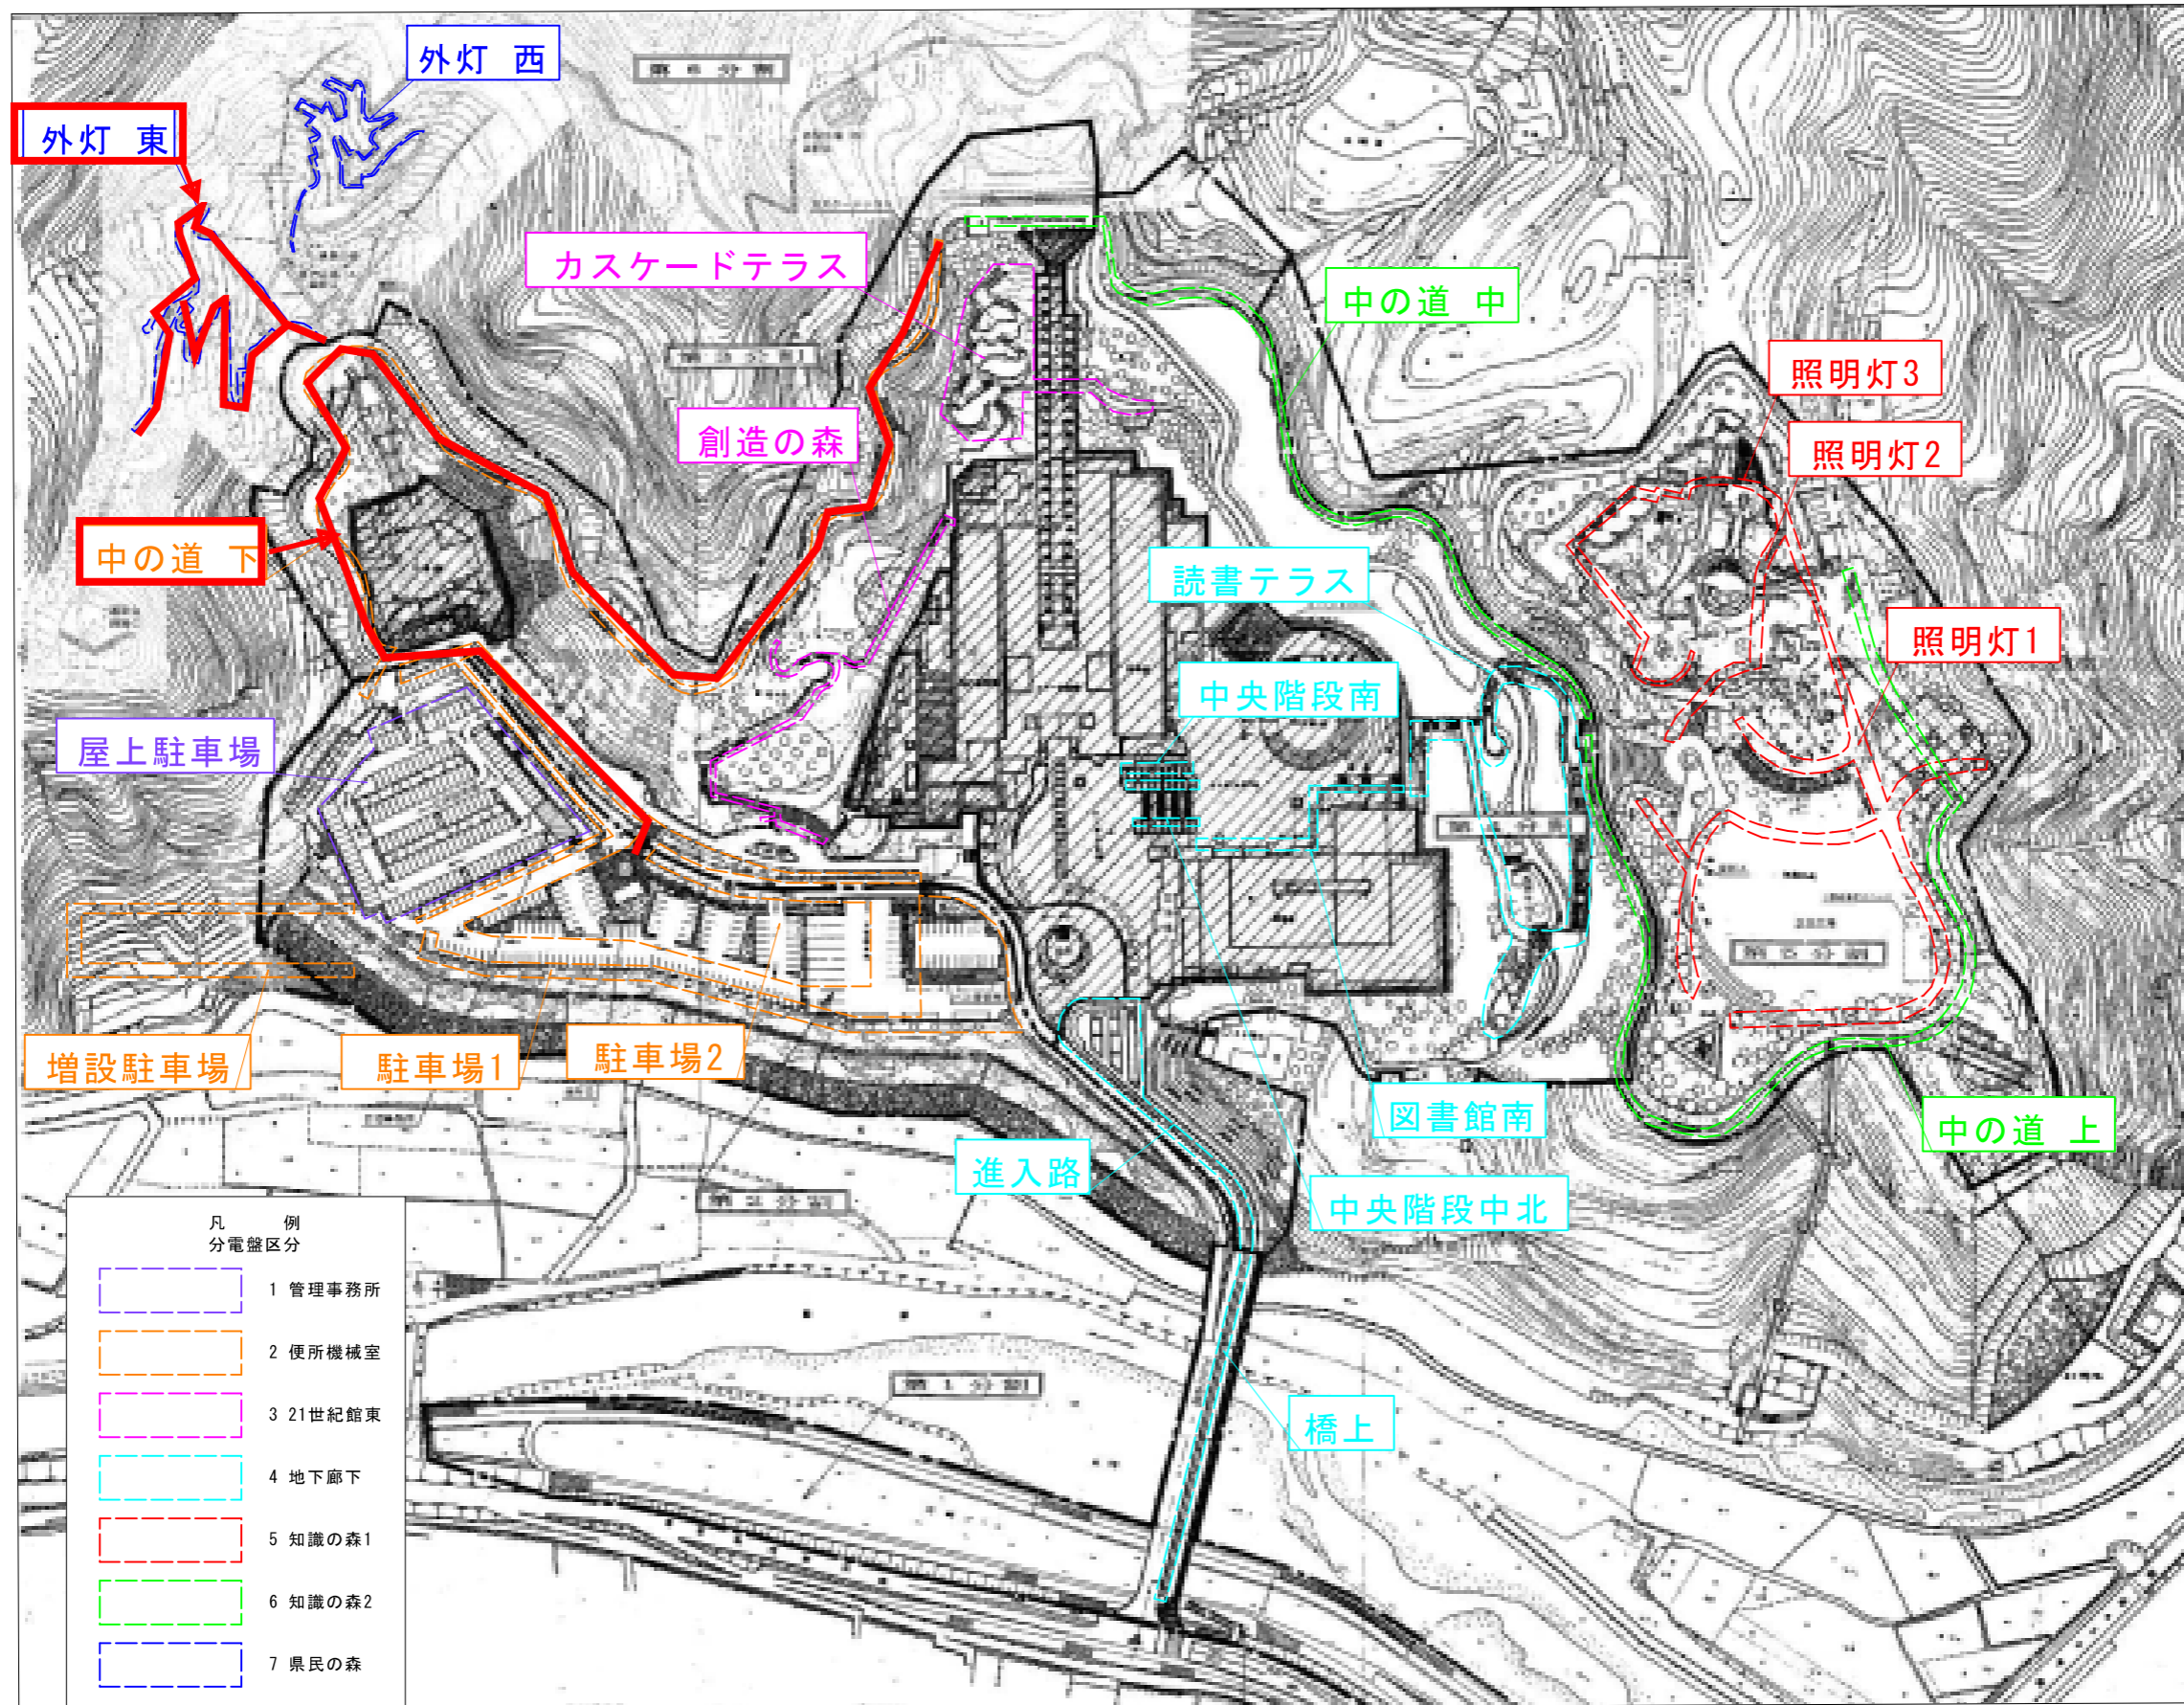 外灯 西
外灯 東
カスケードテラス
中の道 中
照明灯3
創造の森
照明灯2
中の道 下
読書テラス
照明灯1
中央階段南
屋上駐車場
増設駐車場
駐車場1
駐車場2
図書館南
中の道 上
進入路
中央階段中北
橋上
凡 例
分電盤区分
1 管理事務所
2 便所機械室
3 21世紀館東
4 地下廊下
5 知識の森1
6 知識の森2
7 県民の森